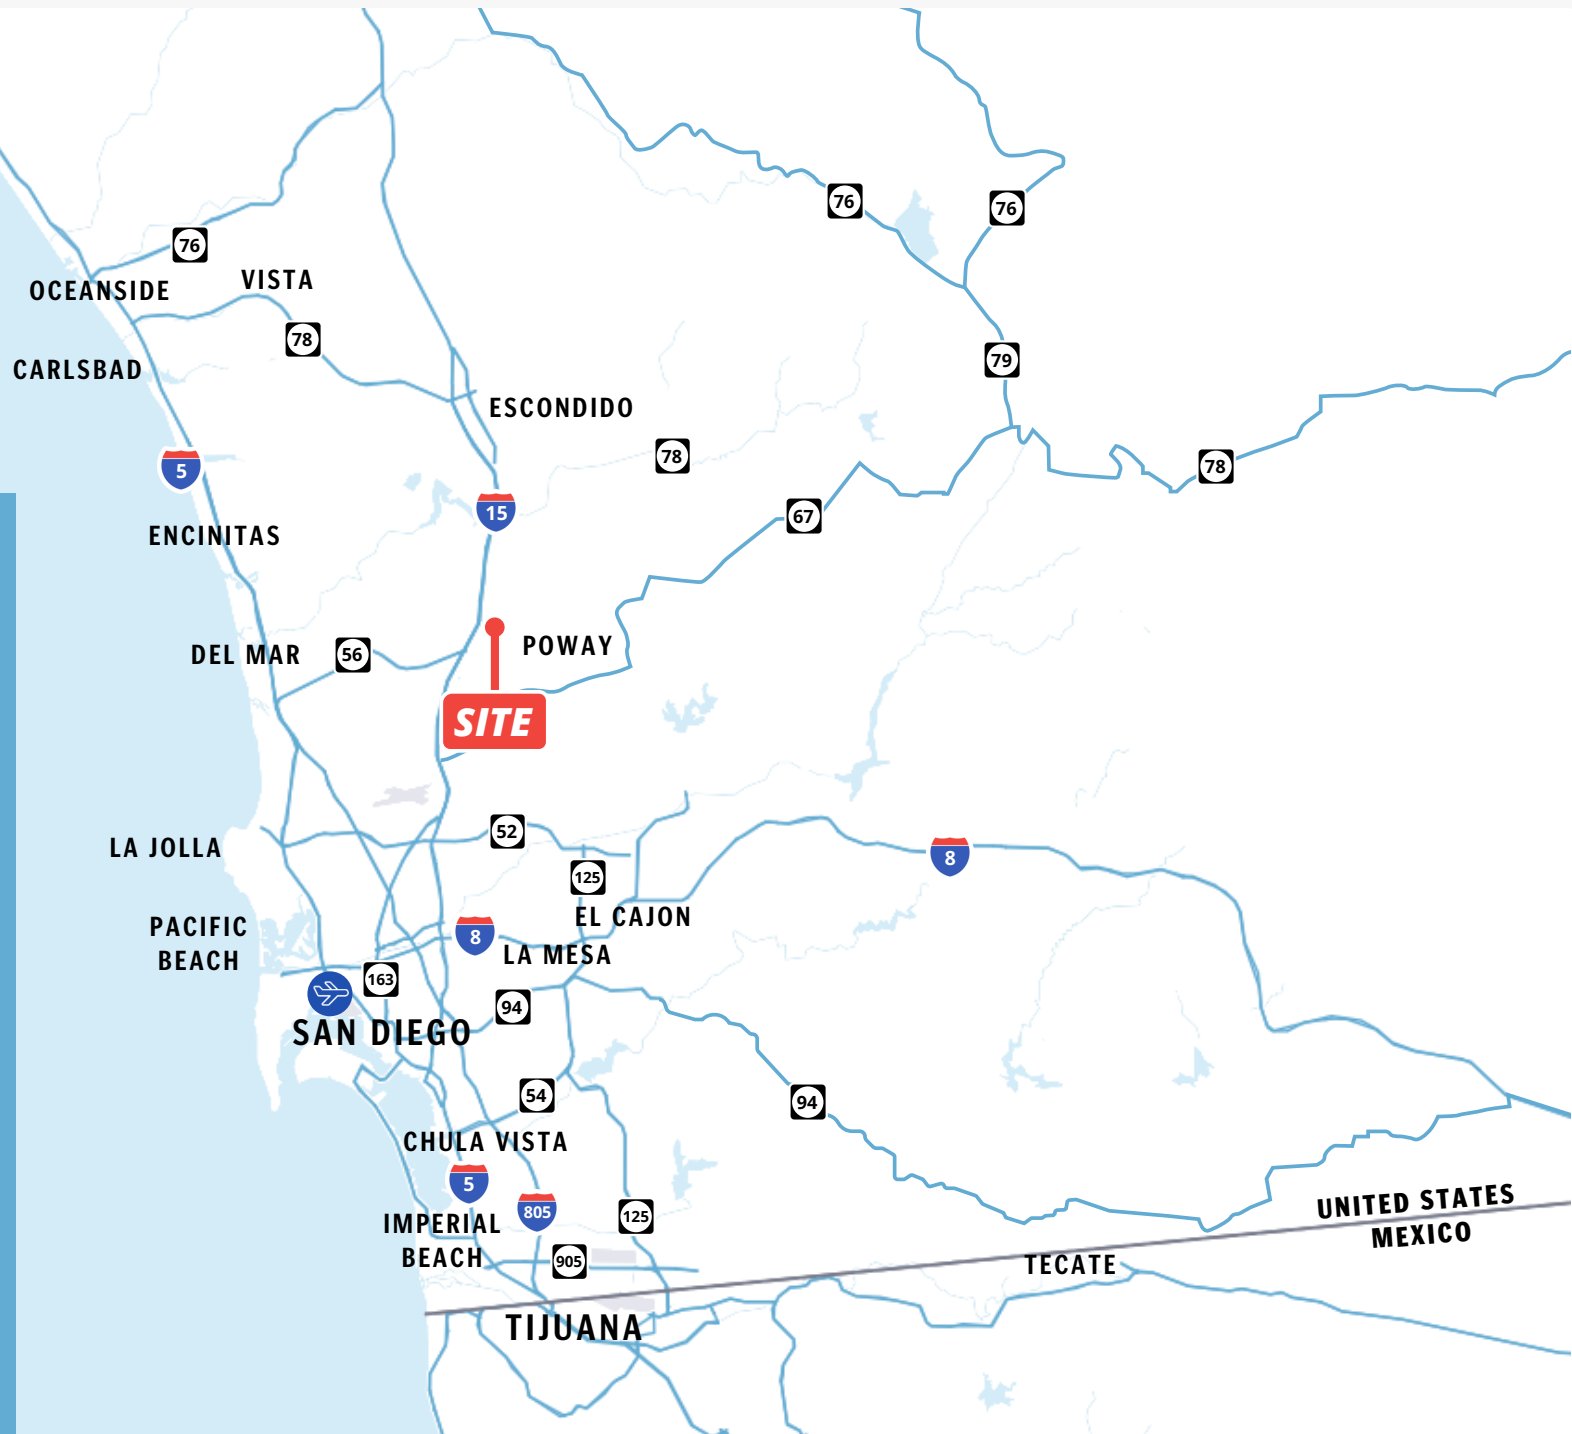 76
76
76
OCEANSIDE
VISTA
78
79
CARLSBAD
ESCONDIDO
78
78
5
15
67
ENCINITAS
POWAY
DEL MAR
56
SITE
52
LA JOLLA
8
125
EL CAJON
PACIFIC
BEACH
8
LA MESA
163
94
SAN DIEGO
54
94
CHULA VISTA
5
805
125
IMPERIAL
BEACH
905
UNITED STATES
MEXICO
TECATE
TIJUANA